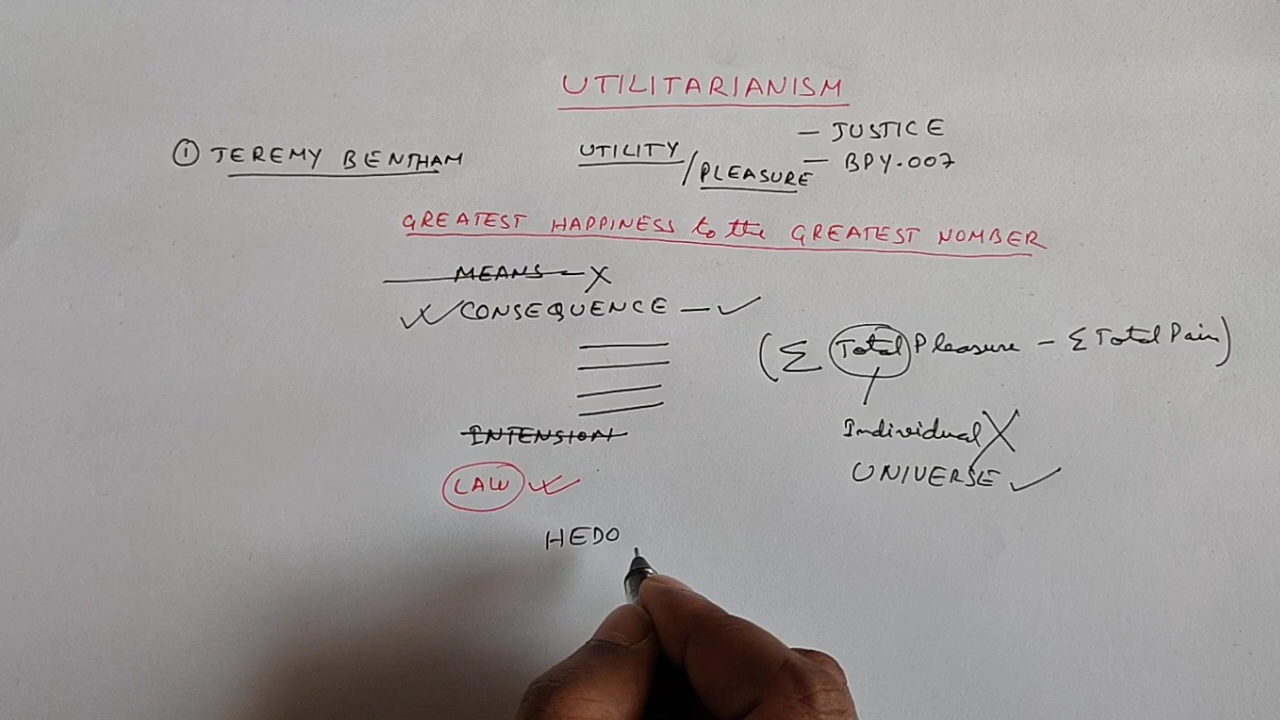 UTILITARIANISM
- JUSTICE
① JEREMY BENTHAM UTILITY/PLEASURE - BPY.007
GREATEST HAPPINESS to the GREATEST NOMBER
MEANS - X
✓ CONSEQUENCE - ✓
(Σ Total Pleasure - Σ Total Pain)
INTENSION
Individual X
UNIVERSE ✓
LAW ✓
HEDO